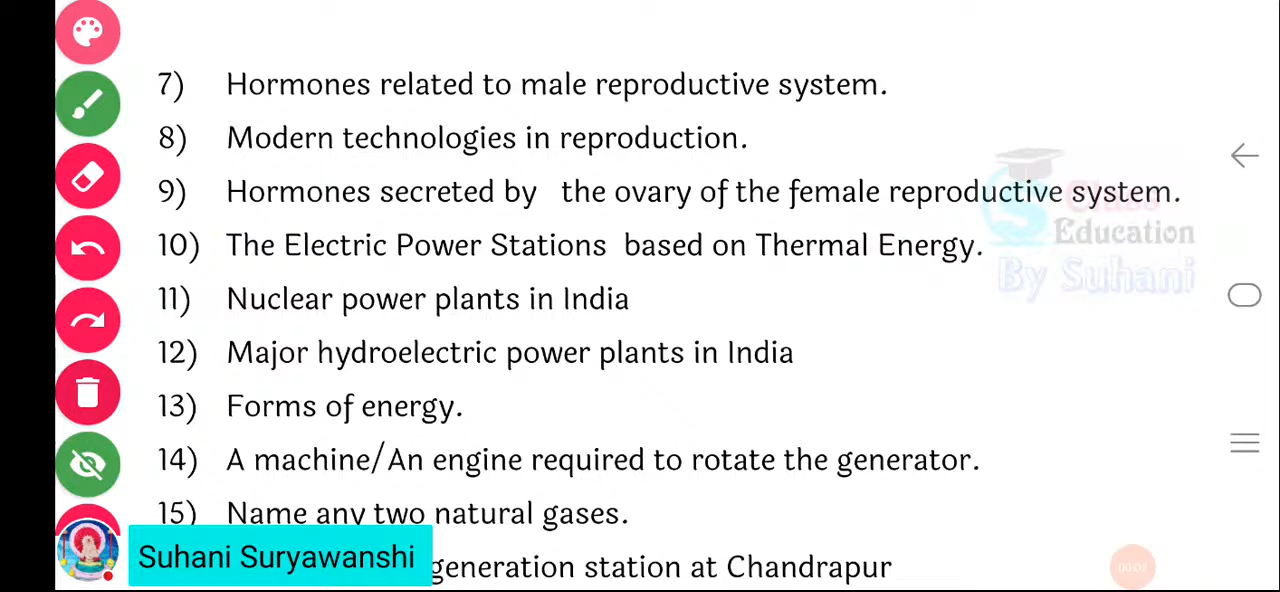 7) Hormones related to male reproductive system.
8) Modern technologies in reproduction.
9) Hormones secreted by the ovary of the female reproductive system.
Class
Education
By Suhani
10) The Electric Power Stations based on Thermal Energy.
11) Nuclear power plants in India
12) Major hydroelectric power plants in India
13) Forms of energy.
14) A machine/An engine required to rotate the generator.
15) Name any two natural gases.
Suhani Suryawanshi
generation station at Chandrapur